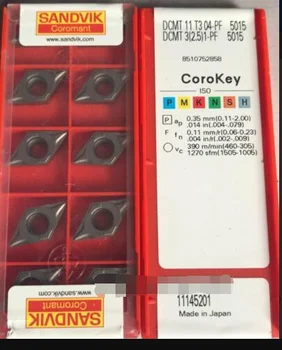 SANDVIK
Coromant
www.sandvik.com
SANDVIK
Coromant
DCMT 11 T3 04-PF 5015
DCMT 3(2.5)1-PF 5015
8510752858
CoroKey
ISO
P M K N S H
P ap 0.35 mm(0.11-2.00)
.014 in(.004-.079)
F fn 0.11 mm/r(0.06-0.23)
.004 in/r(.002-.009)
vc 390 m/min(460-305)
1270 sfm(1505-1005)
11145201
Made in Japan